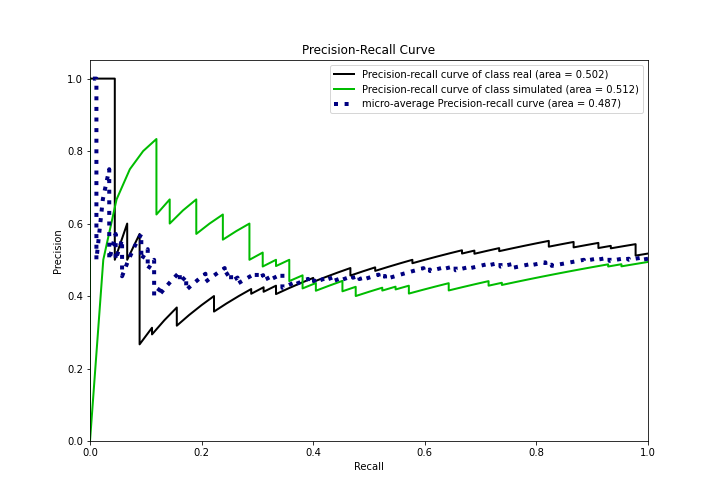 Precision-Recall Curve
Precision-recall curve of class real (area = 0.502)
Precision-recall curve of class simulated (area = 0.512)
micro-average Precision-recall curve (area = 0.487)
Precision
1.0
0.8
0.6
0.4
0.2
0.0
0.0 0.2 0.4 0.6 0.8 1.0
Recall